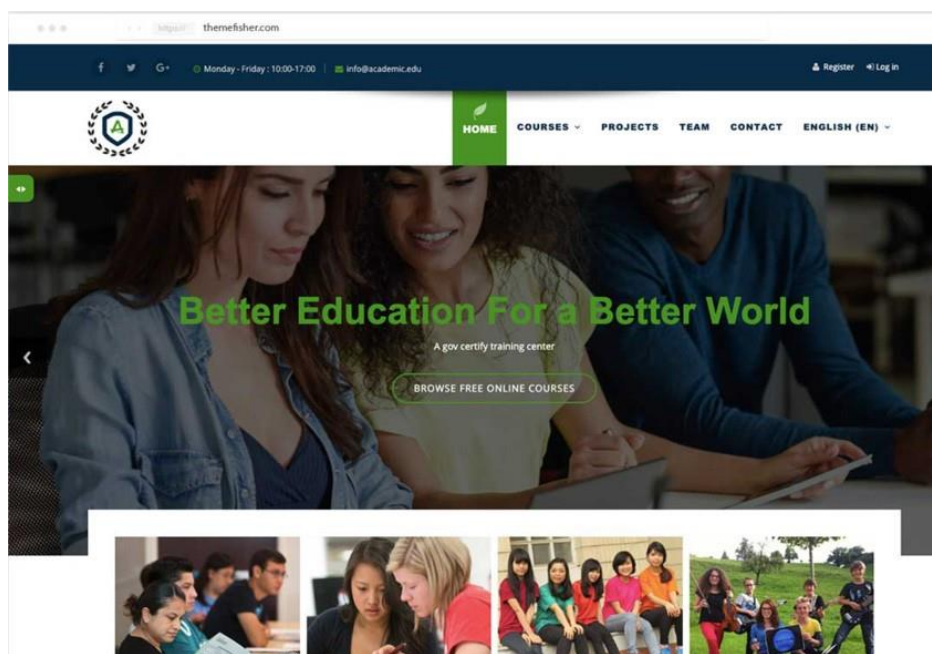 https://
themefisher.com
Monday - Friday : 10:00-17:00
info@academic.edu
Register
Log in
A
HOME
COURSES
PROJECTS
TEAM
CONTACT
ENGLISH (EN)
Better Education For a Better World
A gov certify training center
BROWSE FREE ONLINE COURSES